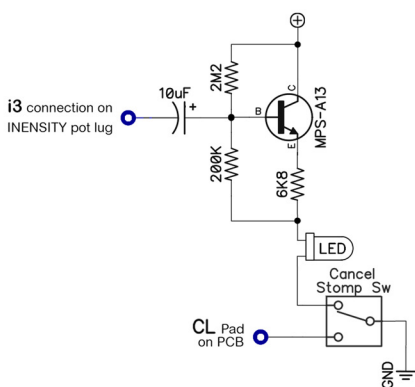 10uF
+
2M2
C
B
E
MPS-A13
i3 connection on
INENSITY pot lug
200K
6K8
LED
Cancel
Stomp Sw
CL Pad
on PCB
GND